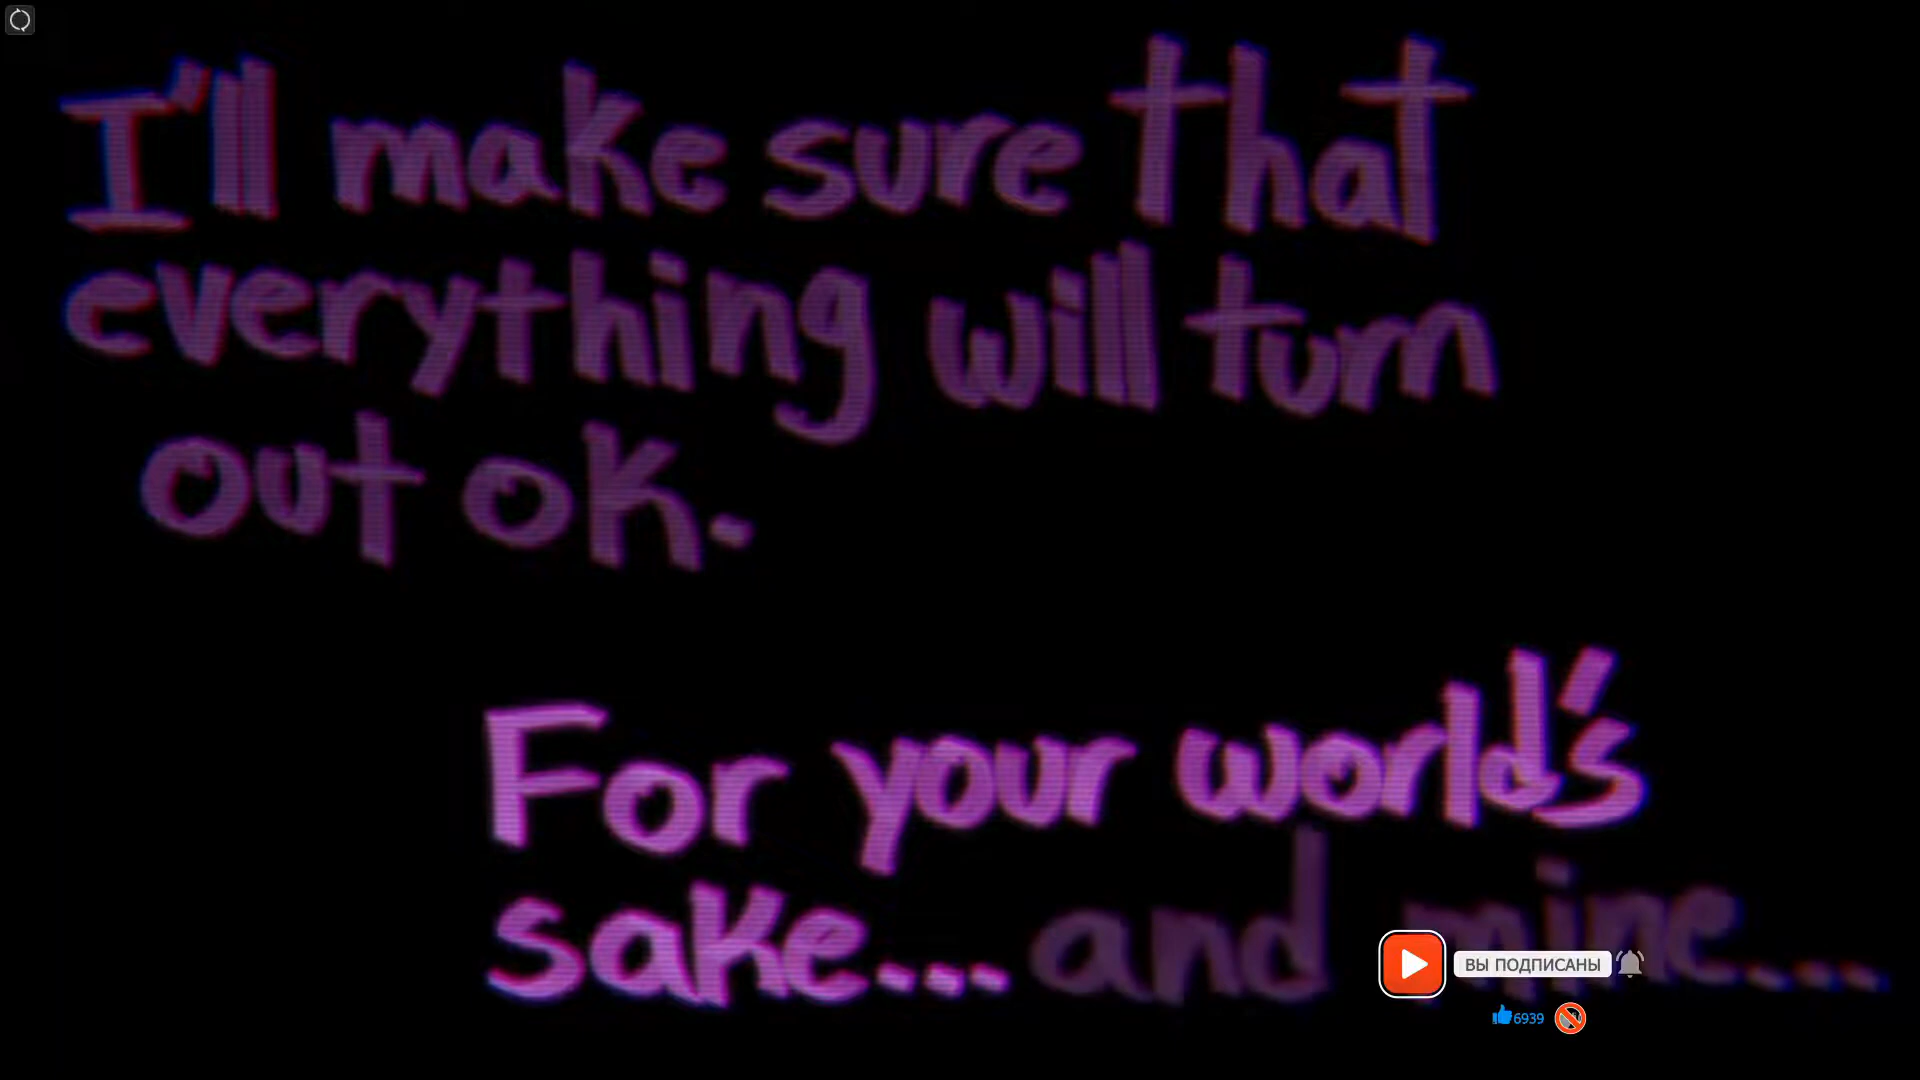 I'll make sure that
everything will turn
out ok.
For your world's
sake... and mine...
ВЫ ПОДПИСАНЫ
6939